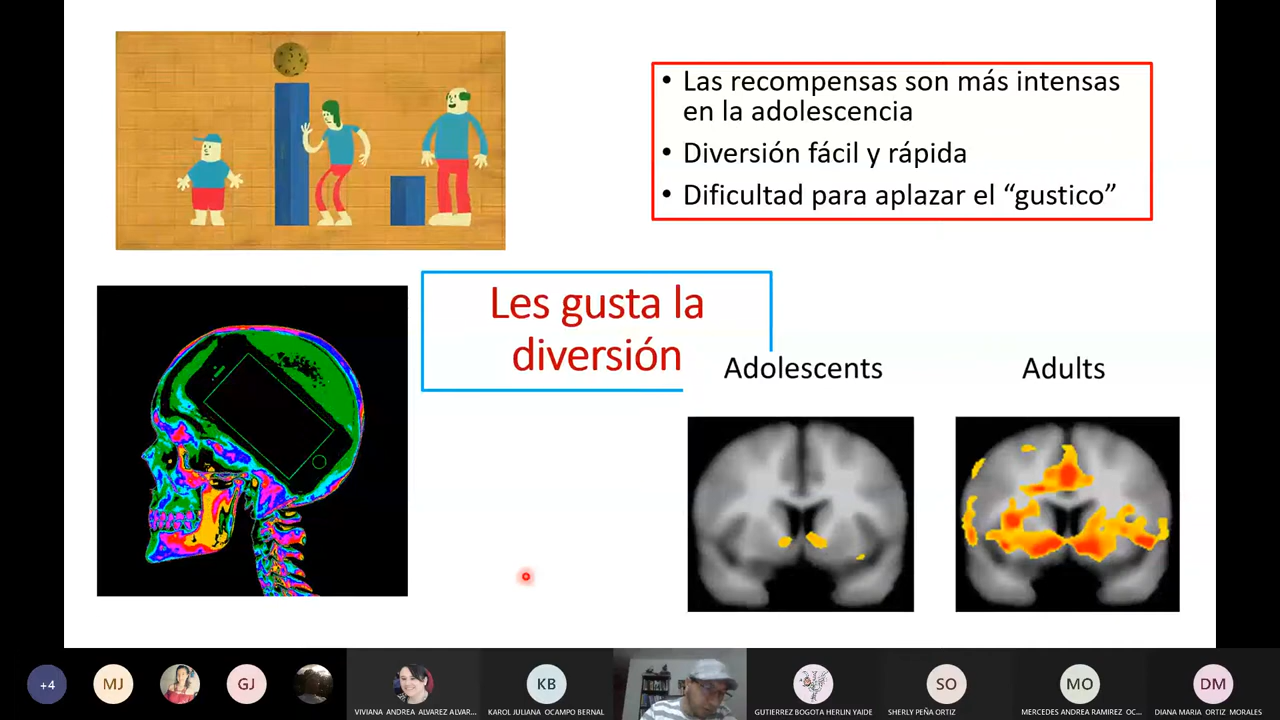 • Las recompensas son más intensas
en la adolescencia
• Diversión fácil y rápida
• Dificultad para aplazar el “gustico”
Les gusta la
diversión
Adolescents
Adults
+4
MJ
GJ
VIVIANA ANDREA ALVAREZ ALVAR...
KB
KAROL JULIANA OCAMPO BERNAL
GUTIERREZ BOGOTA HERLIN YAIDE
SO
SHERLY PEÑA ORTIZ
MO
MERCEDES ANDREA RAMIREZ OC...
DM
DIANA MARIA ORTIZ MORALES